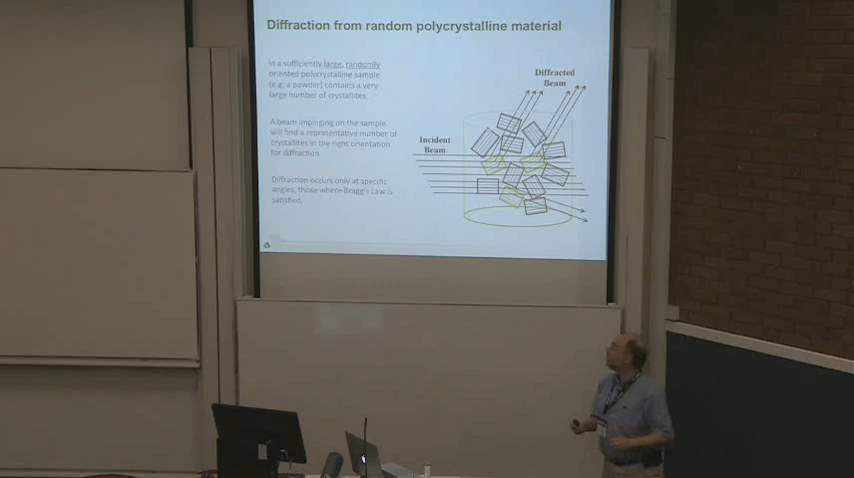 Diffraction from random polycrystalline material
In a sufficiently large, randomly
oriented polycrystalline sample
(e.g. a powder) contains a very
large number of crystallites.
A beam impinging on the sample
will find a representative number of
crystallites in the right orientation
for diffraction
Diffraction occurs only at specific
angles, those where Bragg's Law is
satisfied.
Diffracted
Beam
Incident
Beam